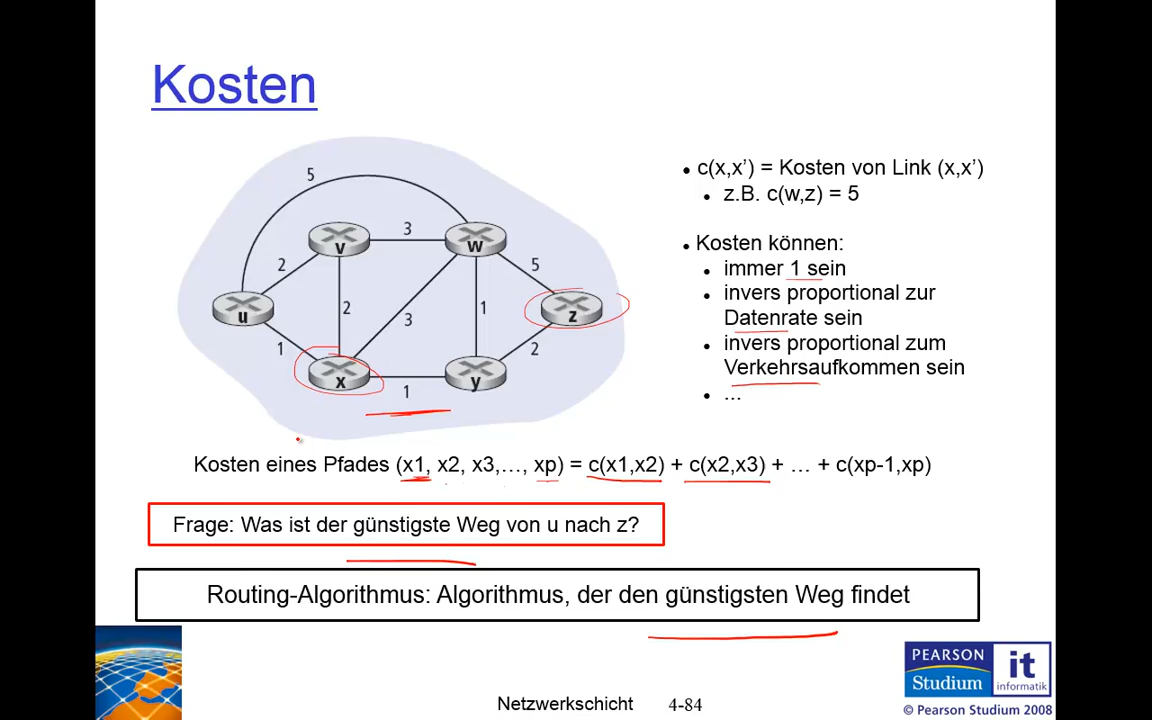 Kosten
5
v
3
w
2
5
u
2
3
1
z
1
x
1
y
2
• c(x,x’) = Kosten von Link (x,x’)
• z.B. c(w,z) = 5
• Kosten können:
• immer 1 sein
• invers proportional zur
Datenrate sein
• invers proportional zum
Verkehrsaufkommen sein
• ...
Kosten eines Pfades (x1, x2, x3,…, xp) = c(x1,x2) + c(x2,x3) + … + c(xp-1,xp)
Frage: Was ist der günstigste Weg von u nach z?
Routing-Algorithmus: Algorithmus, der den günstigsten Weg findet
Netzwerkschicht
4-84
PEARSON
Studium
it
informatik
© Pearson Studium 2008